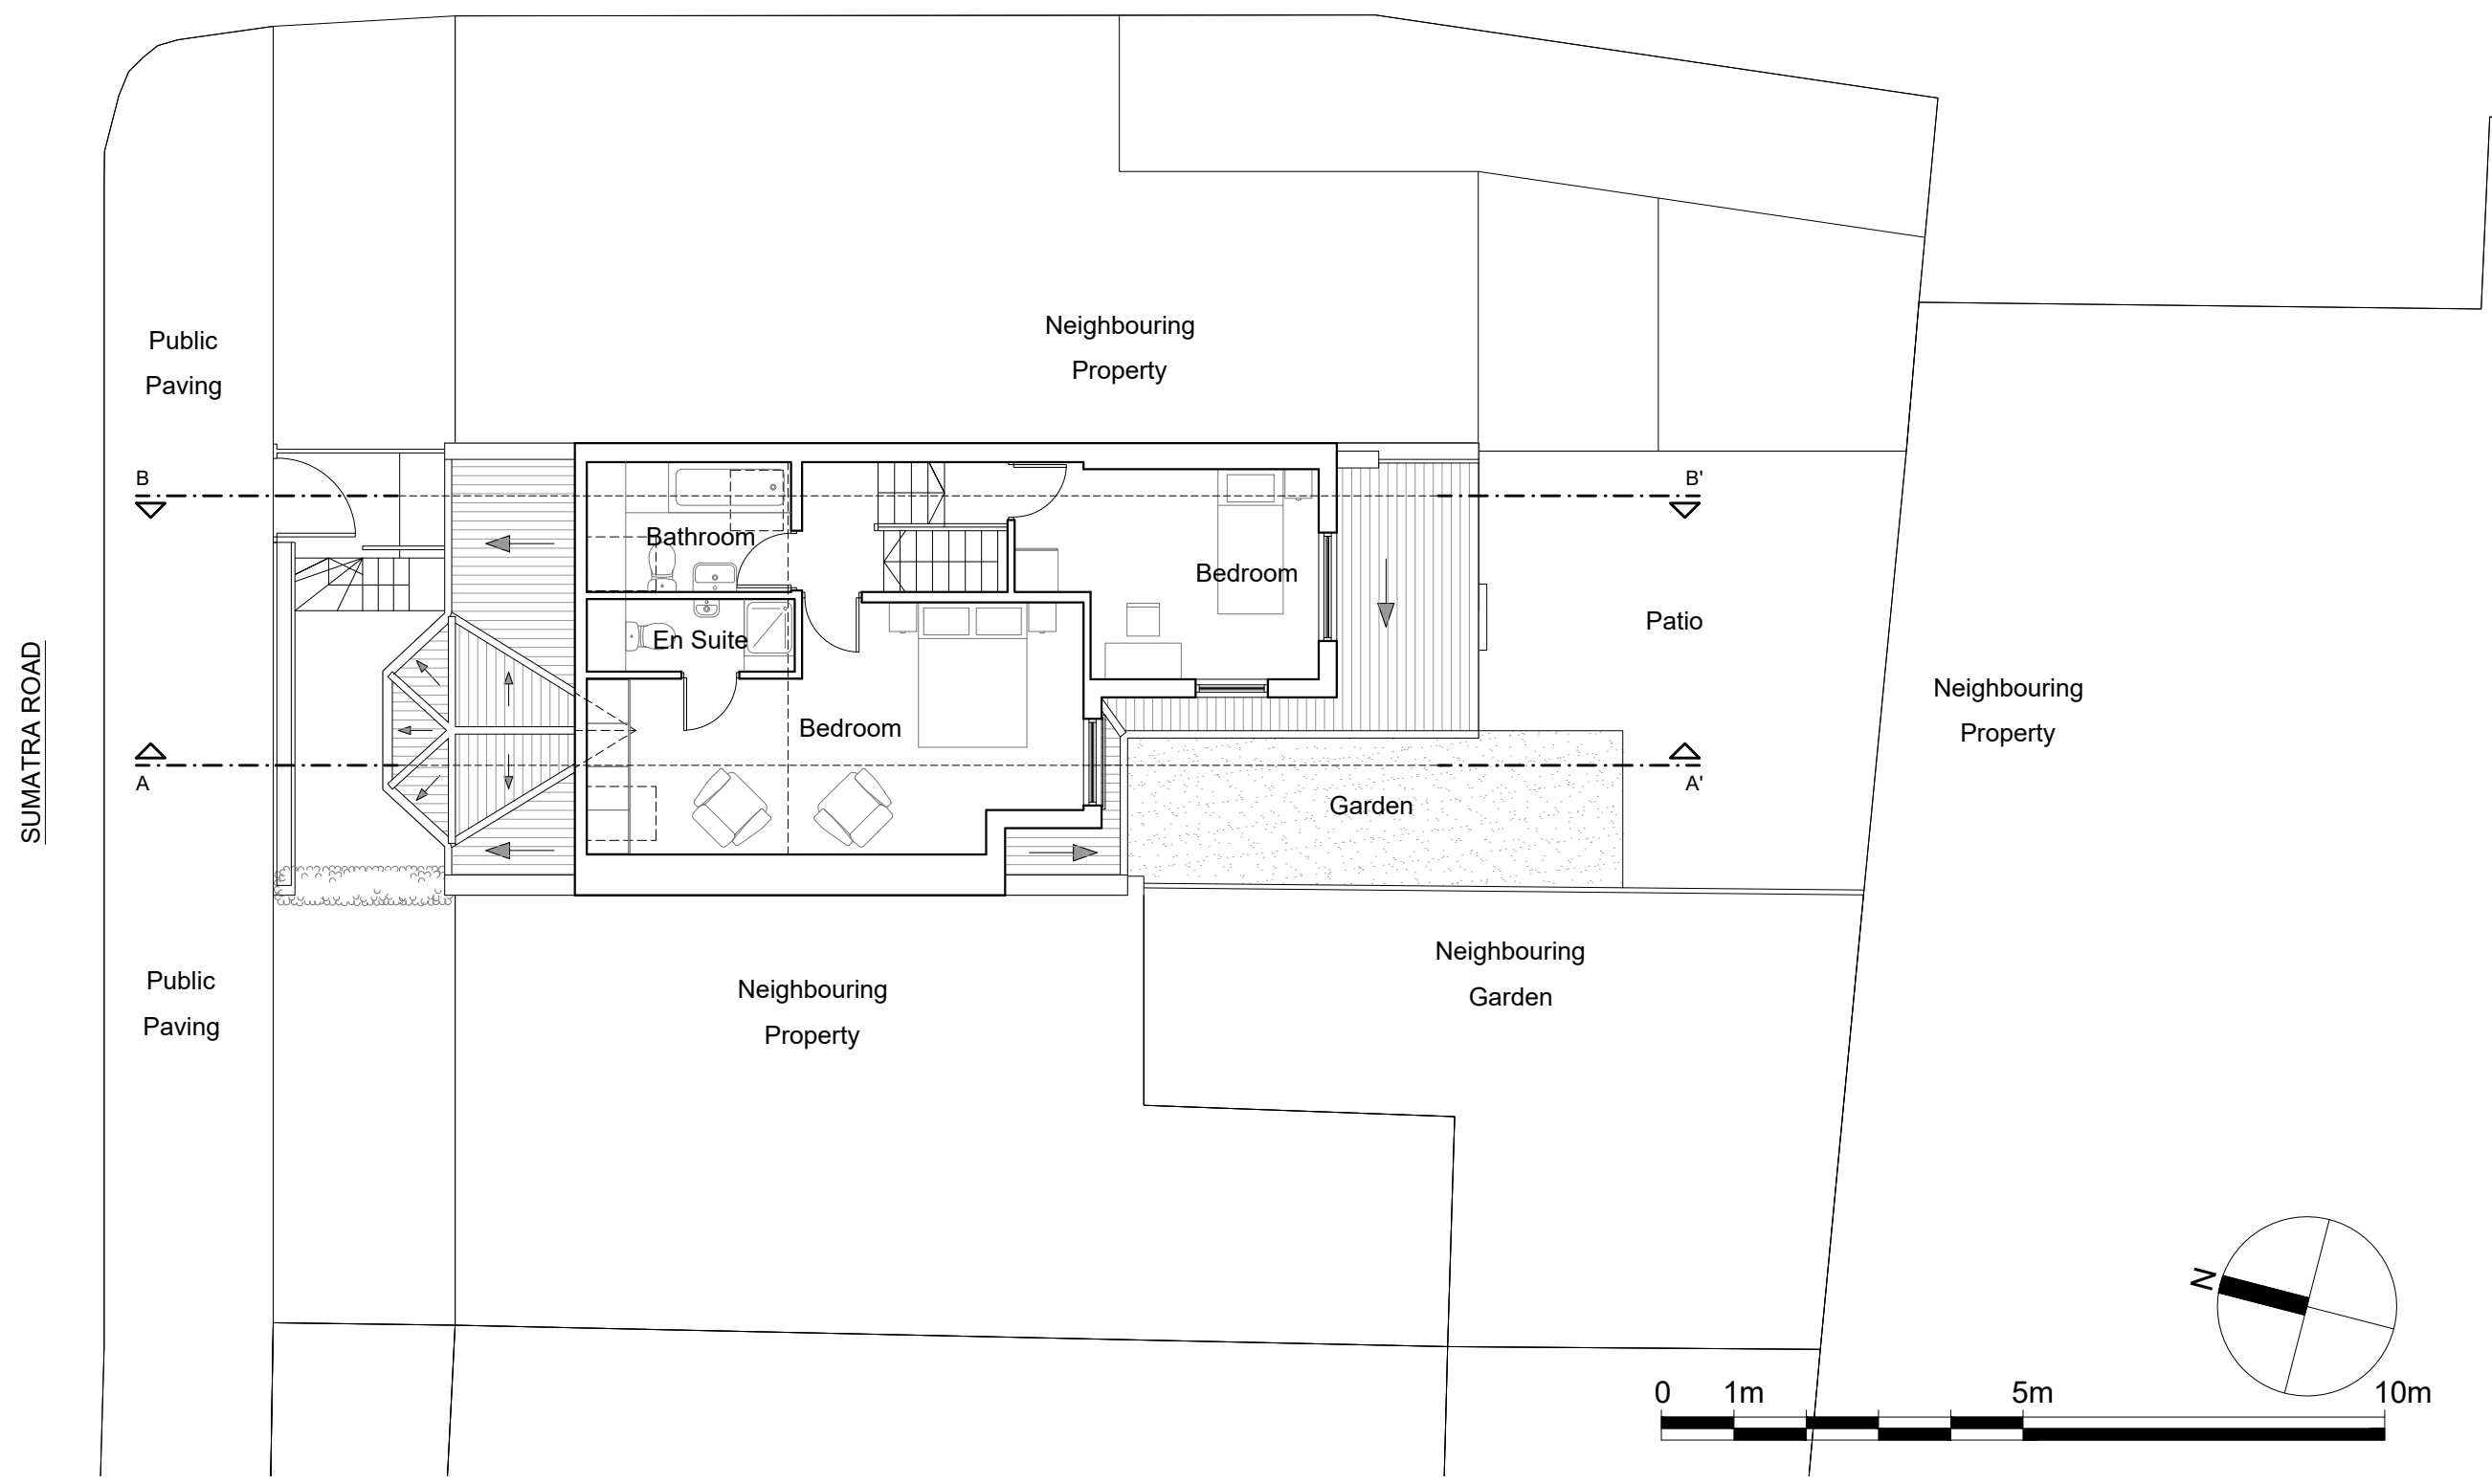 Public
Paving
Neighbouring
Property
B
B'
Bathroom
Bedroom
En Suite
Patio
Bedroom
Neighbouring
Property
SUMATRA ROAD
A
A'
Garden
Public
Paving
Neighbouring
Property
Neighbouring
Garden
N
0 1m 5m 10m